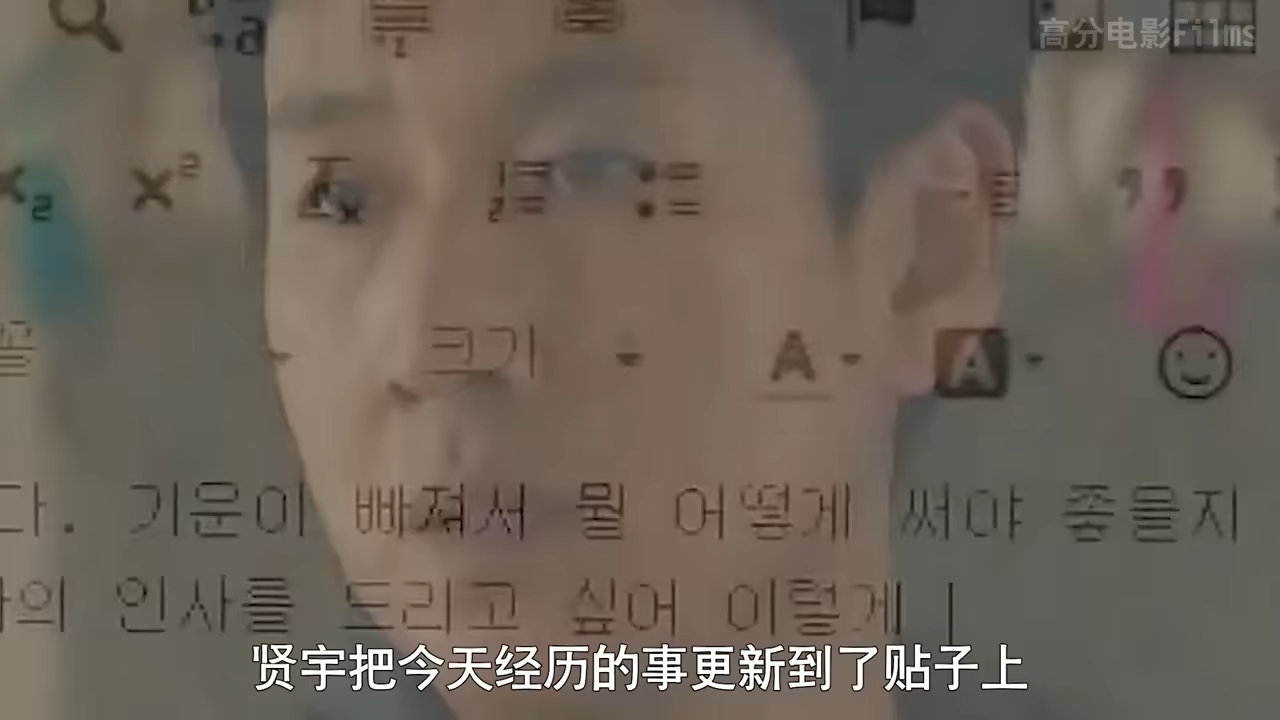 高分电影Films
x₂ x²
크기 A A
다. 기운이 빠져서 뭘 어떻게 써야 좋을지
의 인사를 드리고 싶어 이렇게
贤宇把今天经历的事更新到了贴子上